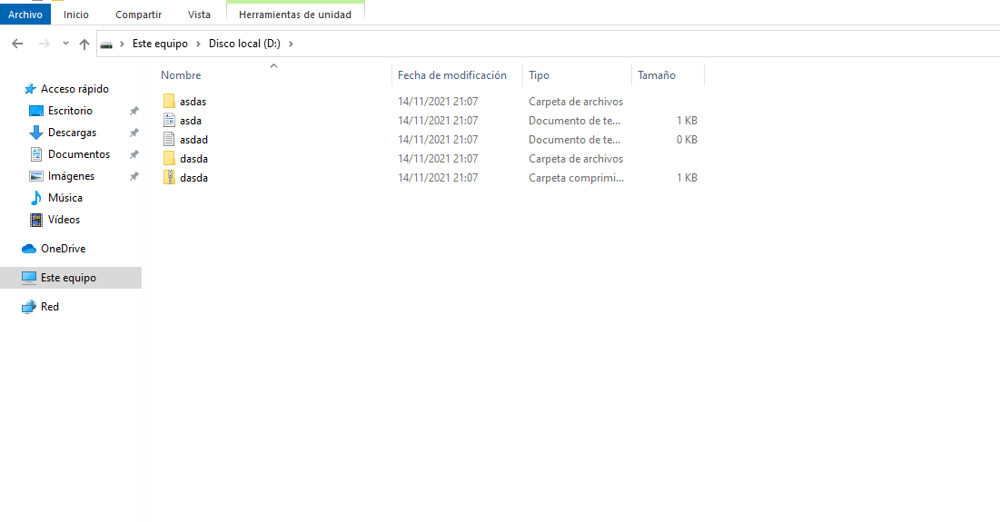 Archivo Inicio Compartir Vista Herramientas de unidad
Este equipo Disco local (D:)
Nombre Fecha de modificación Tipo Tamaño
Acceso rápido
Escritorio
Descargas
Documentos
Imágenes
Música
Vídeos
OneDrive
Este equipo
Red
asdas 14/11/2021 21:07 Carpeta de archivos
asda 14/11/2021 21:07 Documento de te... 1 KB
asdad 14/11/2021 21:07 Documento de te... 0 KB
dasda 14/11/2021 21:07 Carpeta de archivos
dasda 14/11/2021 21:07 Carpeta comprimi... 1 KB